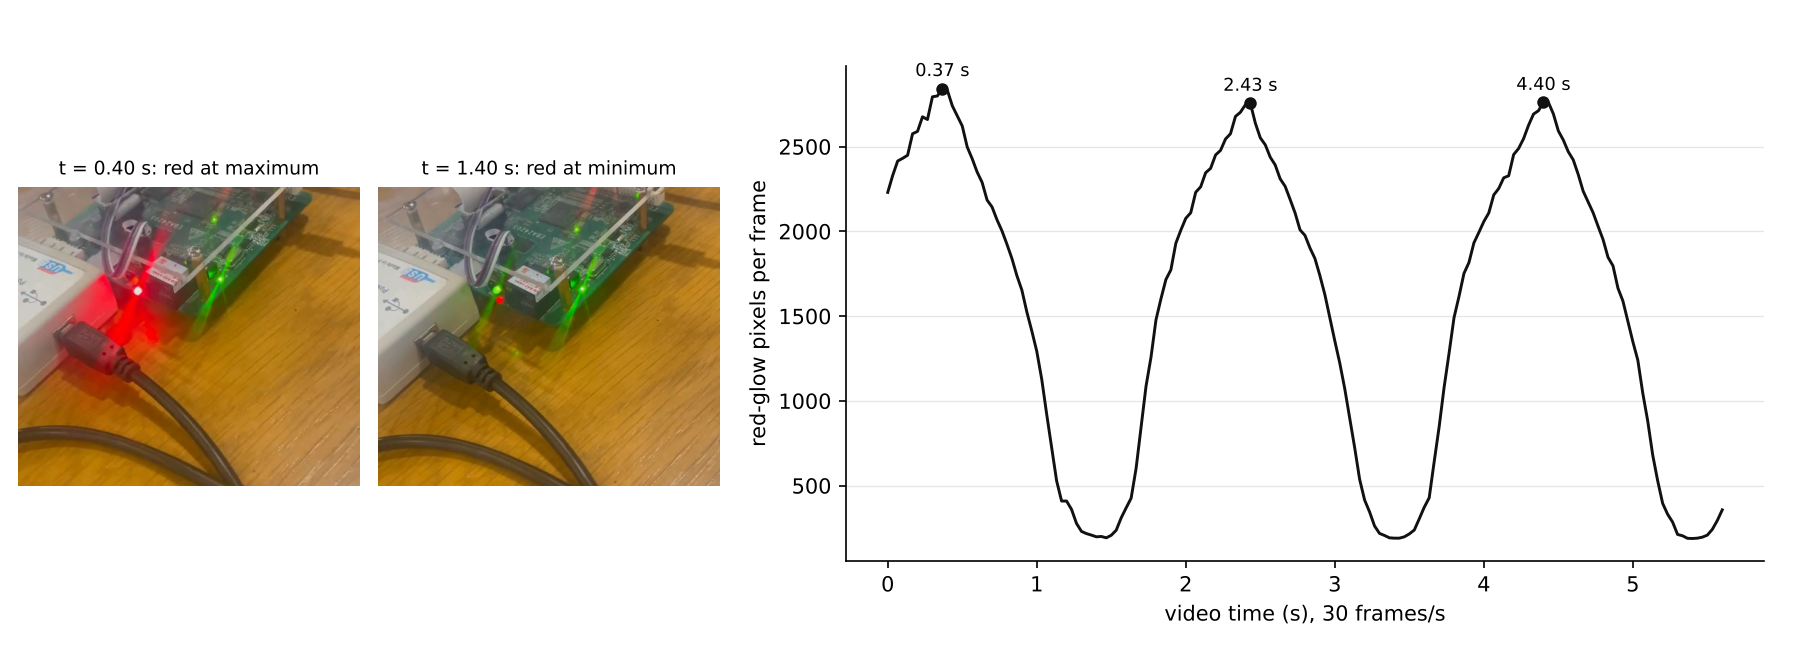 t = 0.40 s: red at maximum
t = 1.40 s: red at minimum
0.37 s
2.43 s
4.40 s
2500
2000
1500
1000
500
red-glow pixels per frame
0
1
2
3
4
5
video time (s), 30 frames/s